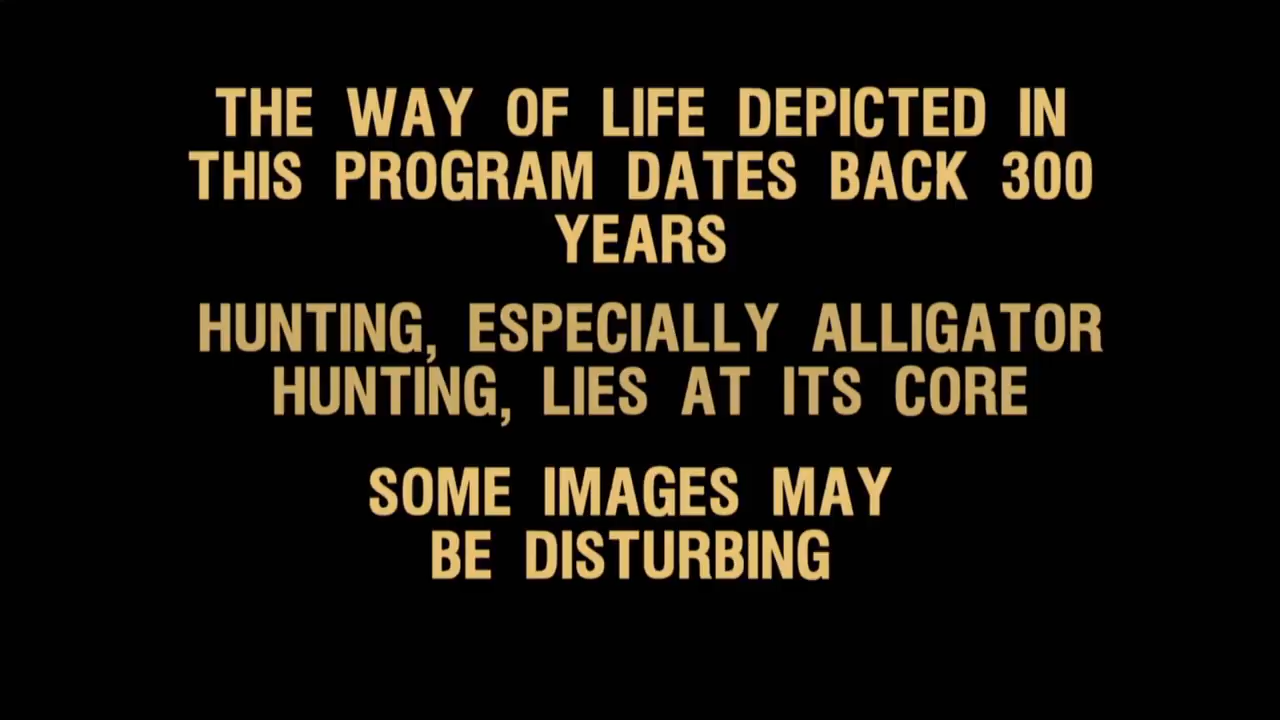 THE WAY OF LIFE DEPICTED IN
THIS PROGRAM DATES BACK 300
YEARS
HUNTING, ESPECIALLY ALLIGATOR
HUNTING, LIES AT ITS CORE
SOME IMAGES MAY
BE DISTURBING